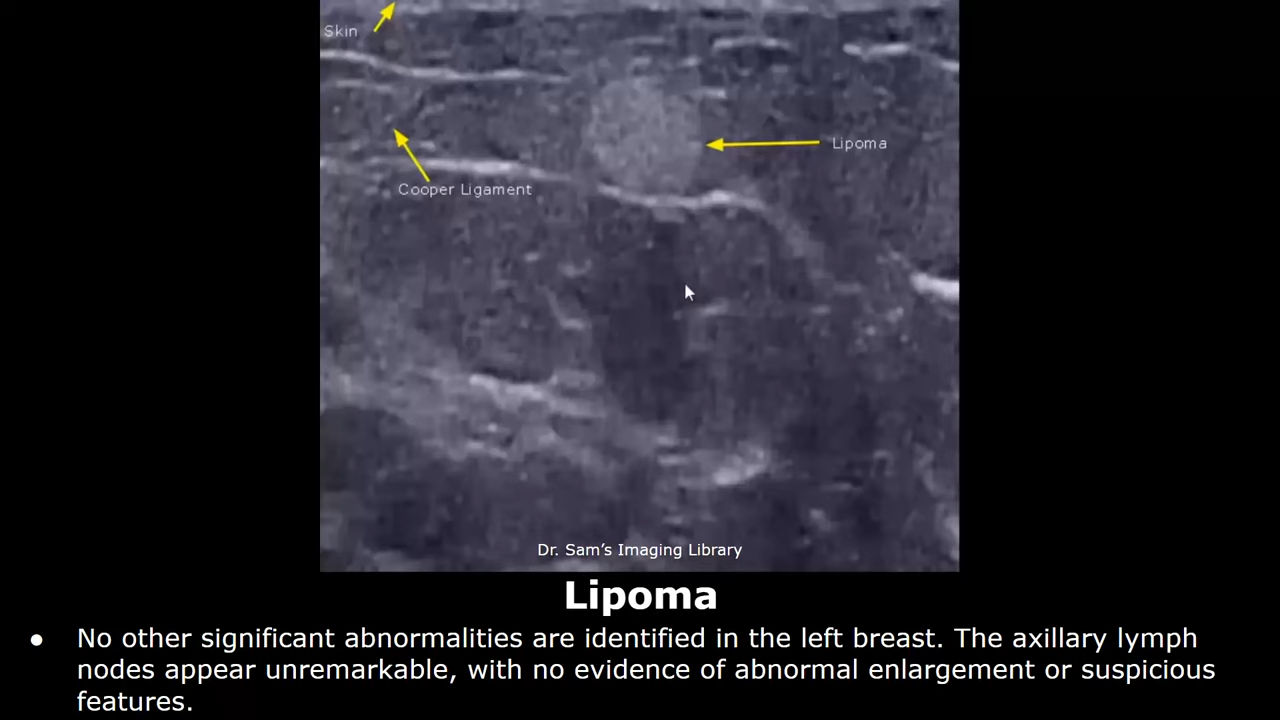 Skin
Lipoma
Cooper Ligament
Dr. Sam’s Imaging Library
Lipoma
● No other significant abnormalities are identified in the left breast. The axillary lymph
nodes appear unremarkable, with no evidence of abnormal enlargement or suspicious
features.